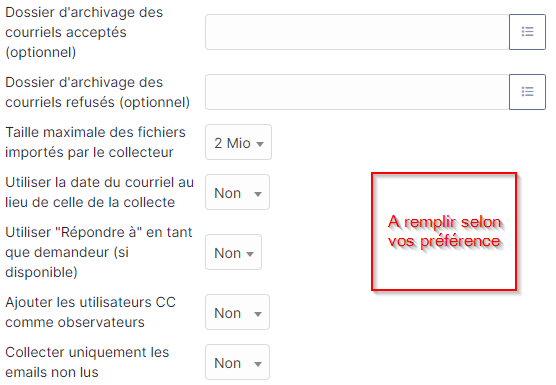 Dossier d'archivage des
courriels acceptés
(optionnel)
Dossier d'archivage des
courriels refusés (optionnel)
Taille maximale des fichiers
importés par le collecteur
2 Mio
Utiliser la date du courriel au
lieu de celle de la collecte
Non
A remplir selon
vos préférence
Utiliser "Répondre à" en tant
que demandeur (si
disponible)
Non
Ajouter les utilisateurs CC
comme observateurs
Non
Collecter uniquement les
emails non lus
Non